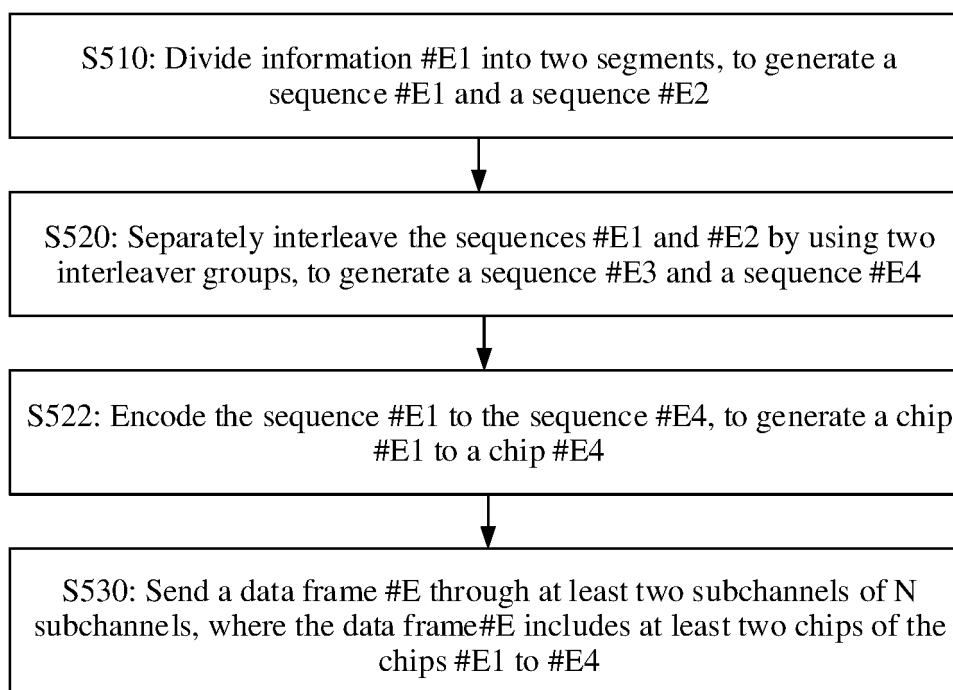 S510: Divide information #E1 into two segments, to generate a
sequence #E1 and a sequence #E2
S520: Separately interleave the sequences #E1 and #E2 by using two
interleaver groups, to generate a sequence #E3 and a sequence #E4
S522: Encode the sequence #E1 to the sequence #E4, to generate a chip
#E1 to a chip #E4
S530: Send a data frame #E through at least two subchannels of N
subchannels, where the data frame#E includes at least two chips of the
chips #E1 to #E4